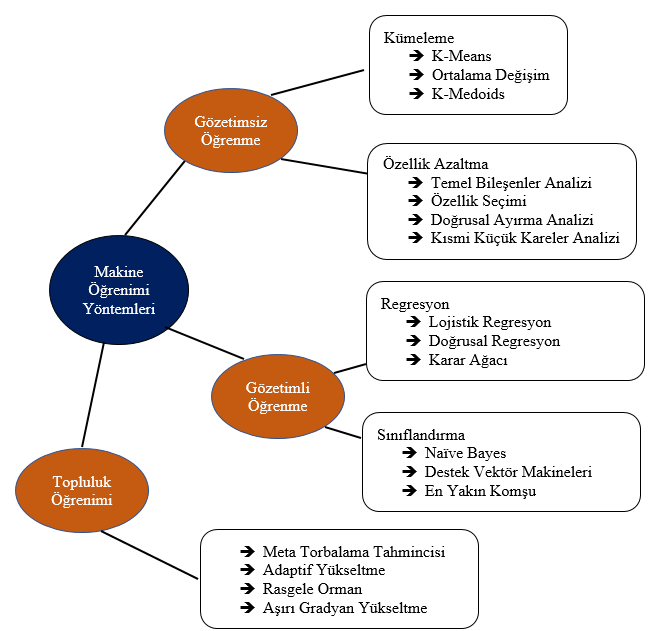 Kümeleme
➔ K-Means
➔ Ortalama Değişim
➔ K-Medoids
Gözetimsiz
Öğrenme
Özellik Azaltma
➔ Temel Bileşenler Analizi
➔ Özellik Seçimi
➔ Doğrusal Ayırma Analizi
➔ Kısmi Küçük Kareler Analizi
Makine
Öğrenimi
Yöntemleri
Regresyon
➔ Lojistik Regresyon
➔ Doğrusal Regresyon
➔ Karar Ağacı
Gözetimli
Öğrenme
Sınıflandırma
➔ Naïve Bayes
➔ Destek Vektör Makineleri
➔ En Yakın Komşu
Topluluk
Öğrenimi
➔ Meta Torbalama Tahmincisi
➔ Adaptif Yükseltme
➔ Rasgele Orman
➔ Aşırı Gradyan Yükseltme